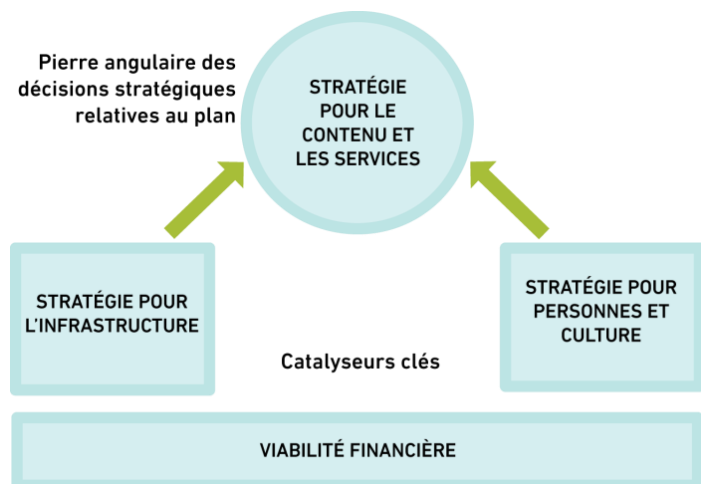 Pierre angulaire des
décisions stratégiques
relatives au plan
STRATÉGIE
POUR LE
CONTENU ET
LES SERVICES
STRATÉGIE POUR
L'INFRASTRUCTURE
STRATÉGIE POUR
PERSONNES ET
CULTURE
Catalyseurs clés
VIABILITÉ FINANCIÈRE